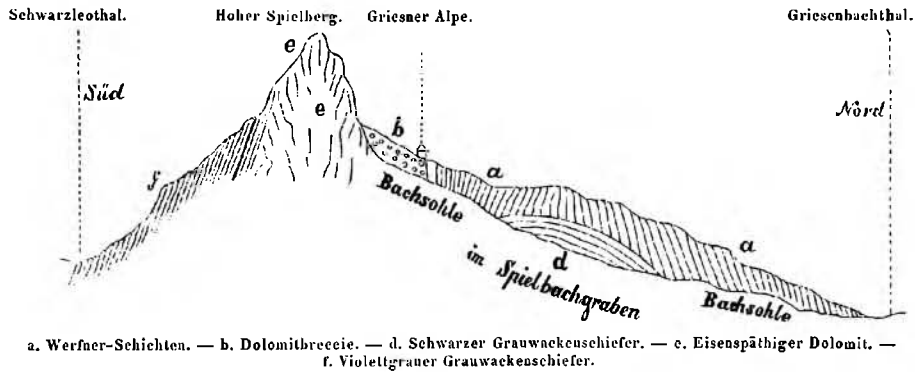 Schwarzleothal. Hoher Spielberg. Griesner Alpe. Griesenbachthal.
e
Süd
Nord
e
b
f
a
Bachsohle
a
d
im Spielbachgraben
Bachsohle
a. Werfner-Schichten. — b. Dolomitbreccie. — d. Schwarzer Grauwackenschiefer. — e. Eisenspäthiger Dolomit. —
f. Violettgrauer Grauwackenschiefer.